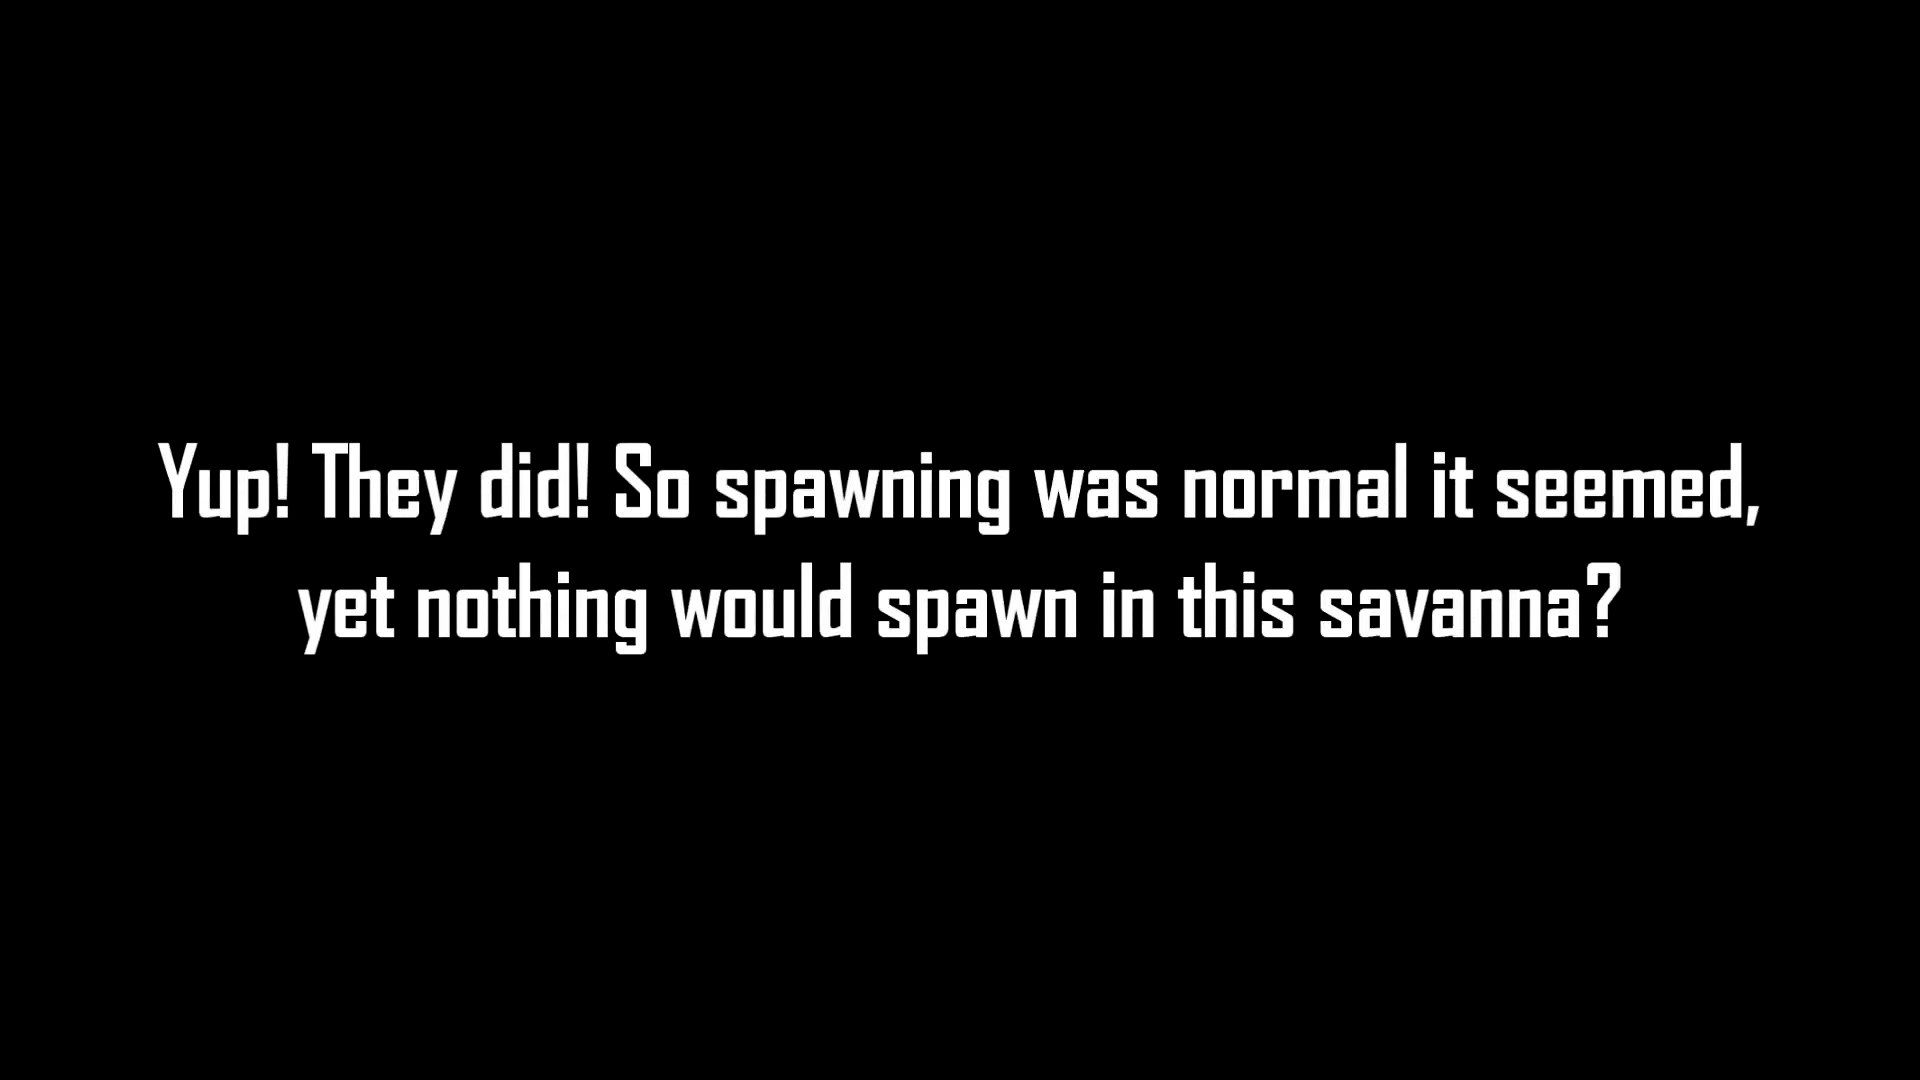 Yup! They did! So spawning was normal it seemed,
yet nothing would spawn in this savanna?